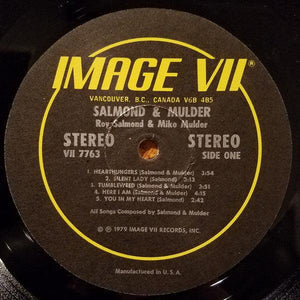 IMAGE VII®
VANCOUVER, B.C., CANADA V6B 4B5
SALMOND & MULDER
Roy Salmond & Mike Mulder
STEREO
VII 7763
STEREO
SIDE ONE
1. HEARTHUNGERS (Salmond & Mulder) 3:54
2. SILENT LADY (Salmond) 3:13
3. TUMBLEWEED (Salmond & Mulder) 3:51
4. HERE I AM (Salmond & Mulder) 4:15
5. YOU IN MY HEART (Salmond) 2:42
All Songs Composed by Salmond & Mulder
© 1979 IMAGE VII RECORDS, INC.
Manufactured in U.S.A.